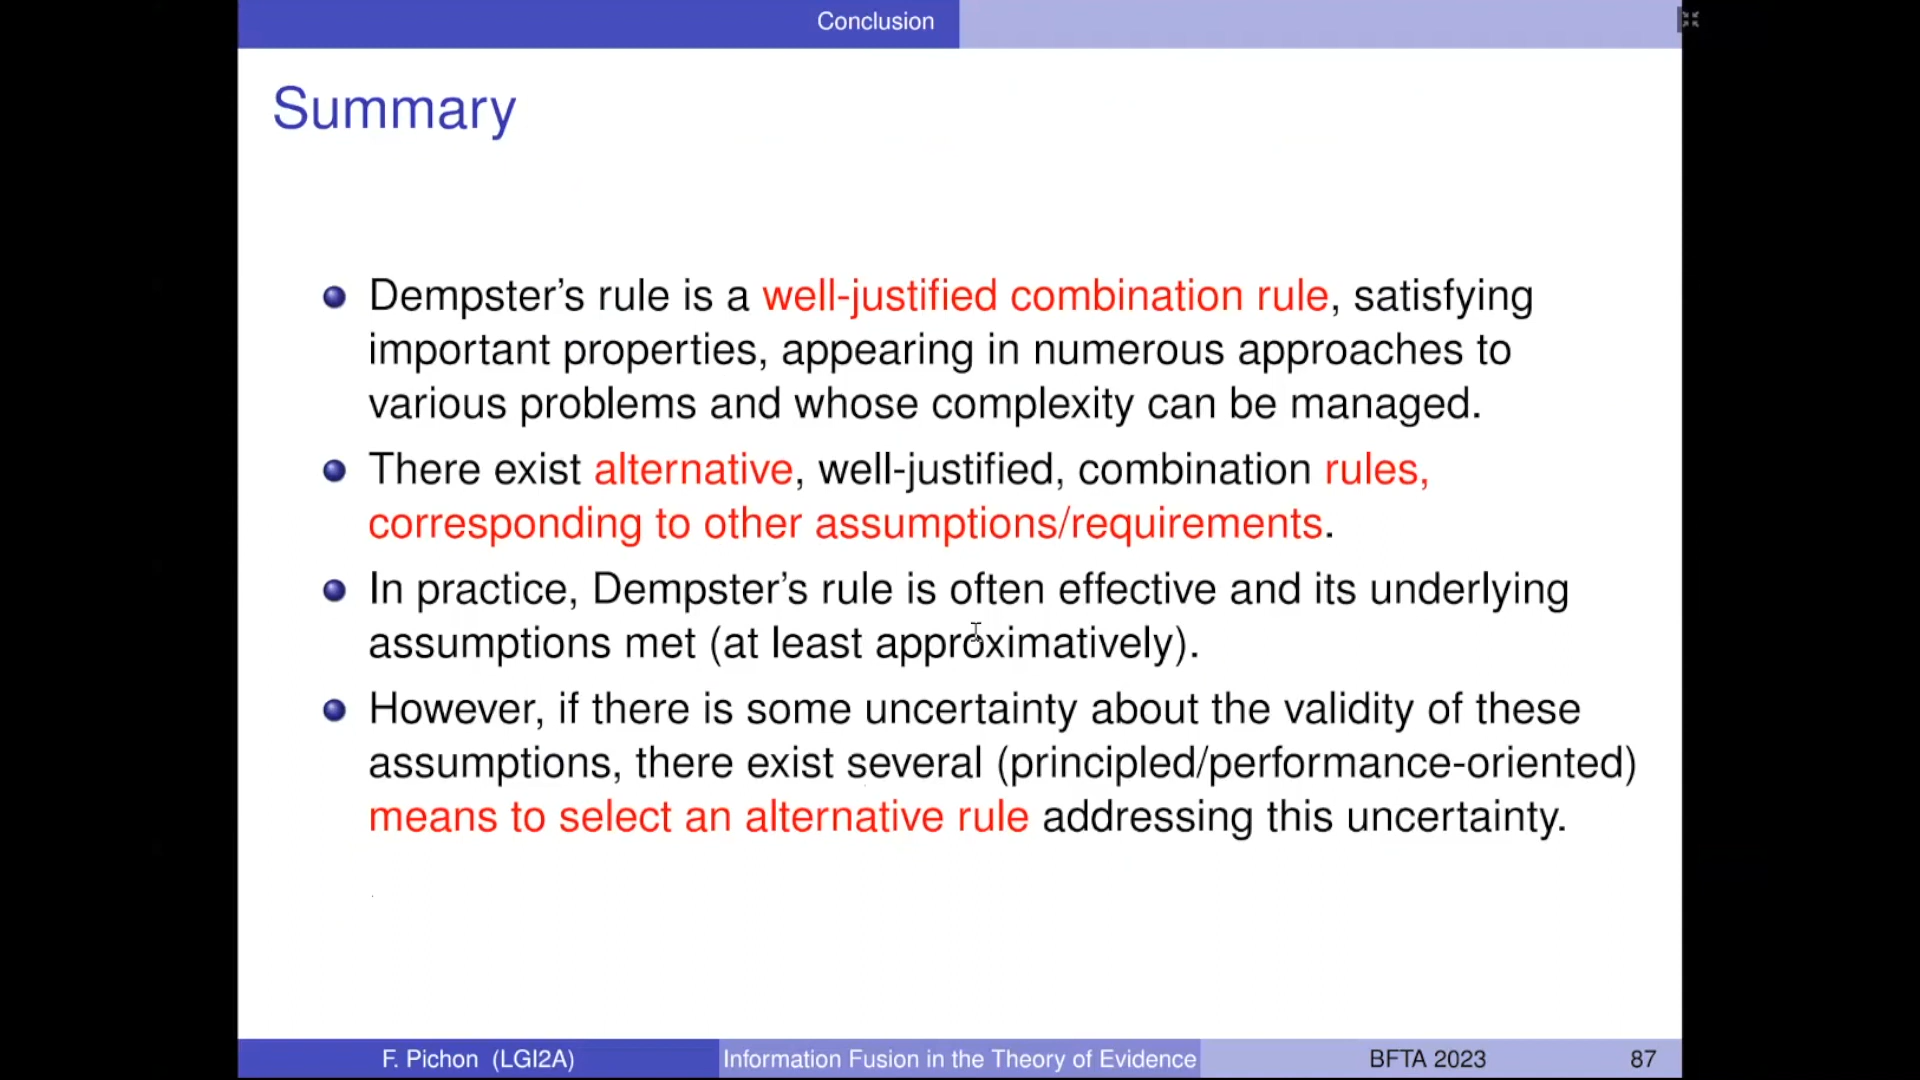 Conclusion
Summary
Dempster's rule is a well-justified combination rule, satisfying
important properties, appearing in numerous approaches to
various problems and whose complexity can be managed.
There exist alternative, well-justified, combination rules,
corresponding to other assumptions/requirements.
In practice, Dempster's rule is often effective and its underlying
assumptions met (at least approximatively).
However, if there is some uncertainty about the validity of these
assumptions, there exist several (principled/performance-oriented)
means to select an alternative rule addressing this uncertainty.
F. Pichon (LGI2A) Information Fusion in the Theory of Evidence BFTA 2023 87